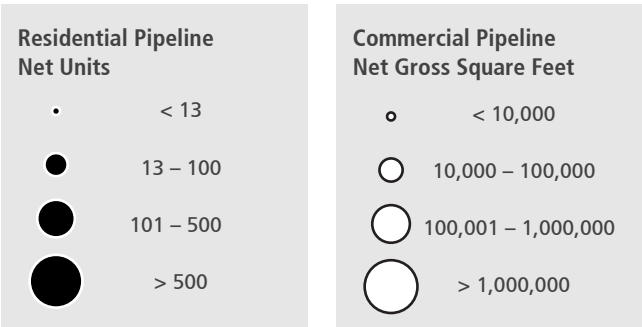 Residential Pipeline
Net Units
< 13
13 – 100
101 – 500
> 500
Commercial Pipeline
Net Gross Square Feet
< 10,000
10,000 – 100,000
100,001 – 1,000,000
> 1,000,000